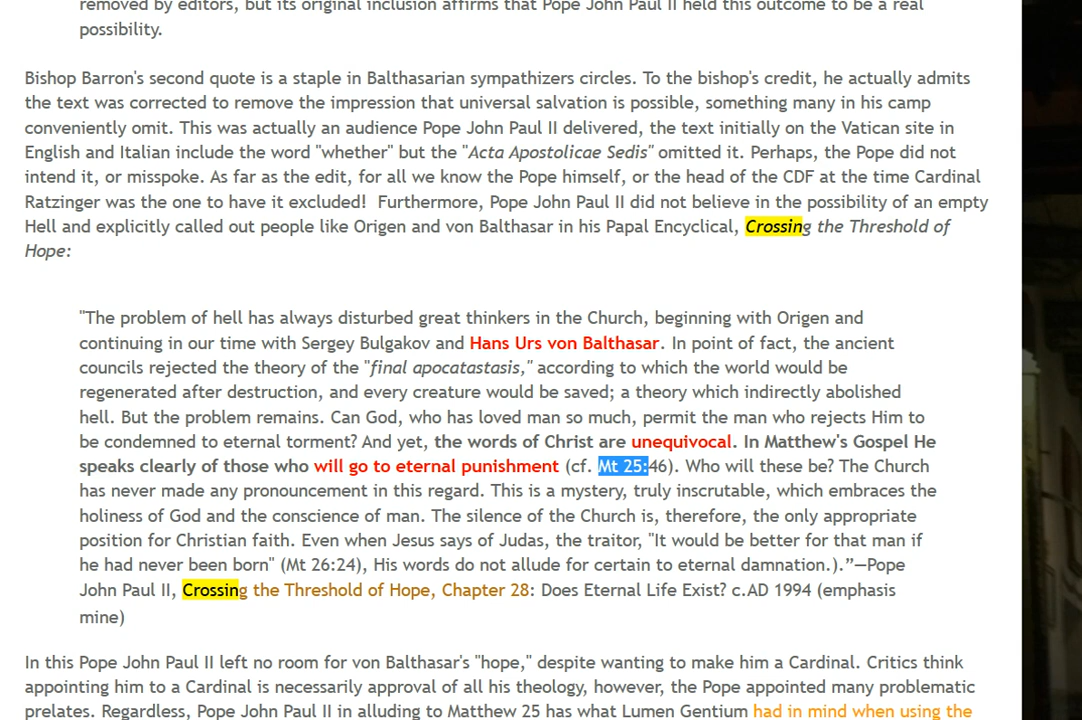 removed by editors, but its original inclusion affirms that Pope John Paul II held this outcome to be a real
possibility.
Bishop Barron's second quote is a staple in Balthasarian sympathizers circles. To the bishop's credit, he actually admits
the text was corrected to remove the impression that universal salvation is possible, something many in his camp
conveniently omit. This was actually an audience Pope John Paul II delivered, the text initially on the Vatican site in
English and Italian include the word "whether" but the "Acta Apostolicae Sedis" omitted it. Perhaps, the Pope did not
intend it, or misspoke. As far as the edit, for all we know the Pope himself, or the head of the CDF at the time Cardinal
Ratzinger was the one to have it excluded!  Furthermore, Pope John Paul II did not believe in the possibility of an empty
Hell and explicitly called out people like Origen and von Balthasar in his Papal Encyclical, Crossing the Threshold of
Hope:
"The problem of hell has always disturbed great thinkers in the Church, beginning with Origen and
continuing in our time with Sergey Bulgakov and Hans Urs von Balthasar. In point of fact, the ancient
councils rejected the theory of the "final apocatastasis," according to which the world would be
regenerated after destruction, and every creature would be saved; a theory which indirectly abolished
hell. But the problem remains. Can God, who has loved man so much, permit the man who rejects Him to
be condemned to eternal torment? And yet, the words of Christ are unequivocal. In Matthew's Gospel He
speaks clearly of those who will go to eternal punishment (cf. Mt 25:46). Who will these be? The Church
has never made any pronouncement in this regard. This is a mystery, truly inscrutable, which embraces the
holiness of God and the conscience of man. The silence of the Church is, therefore, the only appropriate
position for Christian faith. Even when Jesus says of Judas, the traitor, "It would be better for that man if
he had never been born" (Mt 26:24), His words do not allude for certain to eternal damnation.).”—Pope
John Paul II, Crossing the Threshold of Hope, Chapter 28: Does Eternal Life Exist? c.AD 1994 (emphasis
mine)
In this Pope John Paul II left no room for von Balthasar's "hope," despite wanting to make him a Cardinal. Critics think
appointing him to a Cardinal is necessarily approval of all his theology, however, the Pope appointed many problematic
prelates. Regardless, Pope John Paul II in alluding to Matthew 25 has what Lumen Gentium had in mind when using the